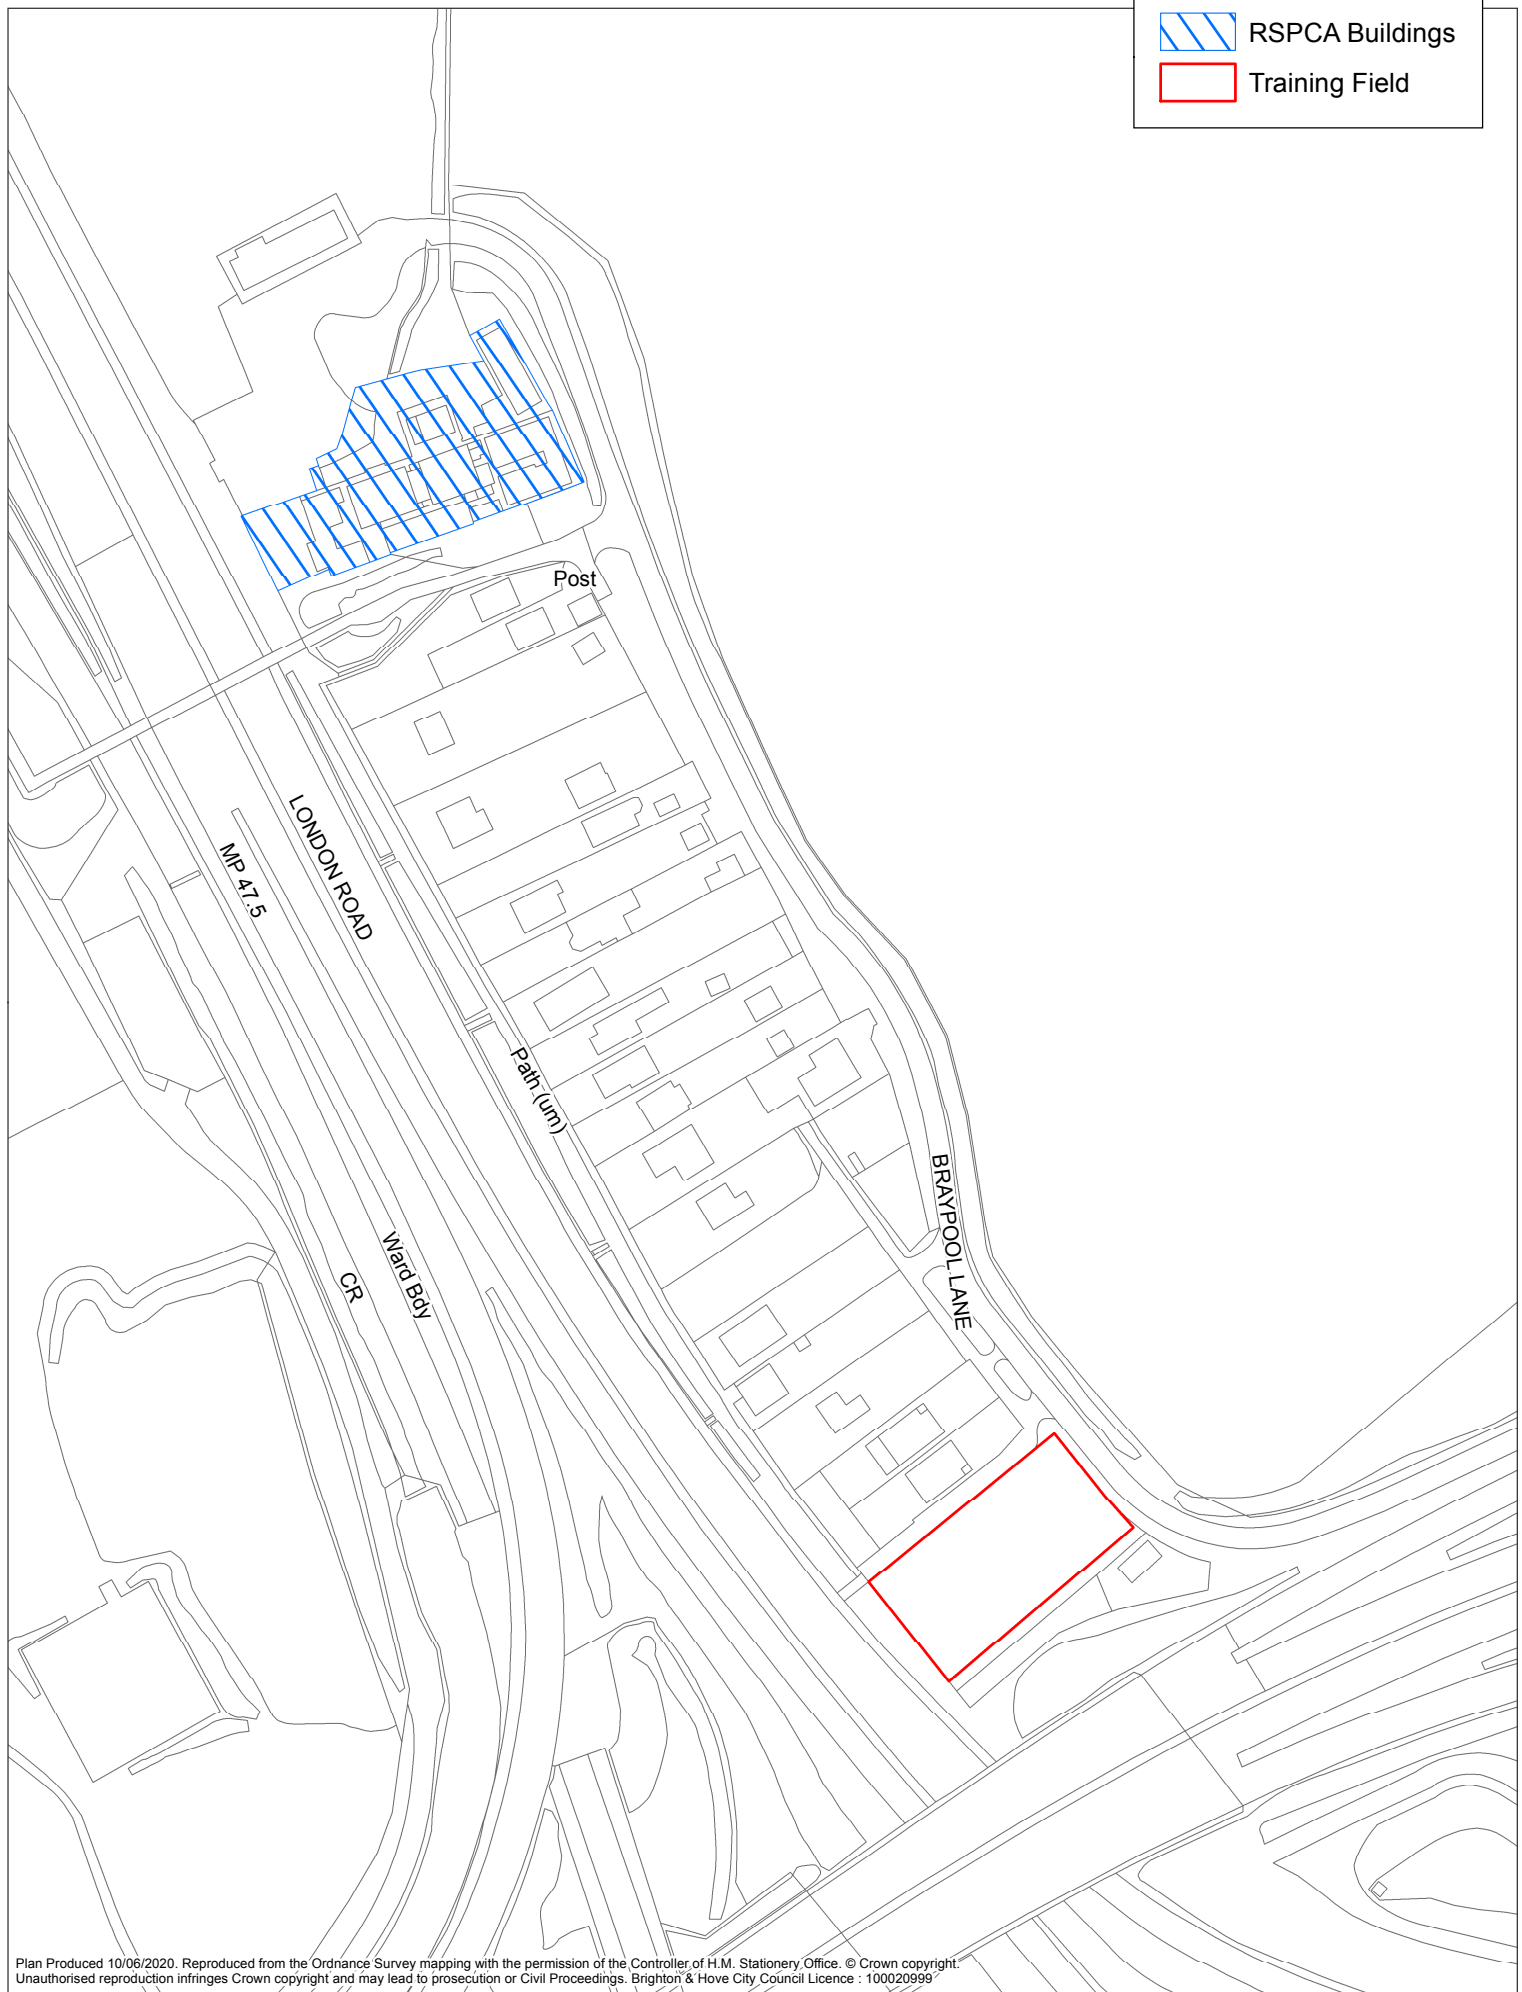 RSPCA Buildings
Training Field
Post
LONDON ROAD
MP 47.5
Path (um)
BRAYPOOL LANE
Ward Bdy
CR
Plan Produced 10/06/2020. Reproduced from the Ordnance Survey mapping with the permission of the Controller of H.M. Stationery Office. © Crown copyright.
Unauthorised reproduction infringes Crown copyright and may lead to prosecution or Civil Proceedings. Brighton & Hove City Council Licence : 100020999